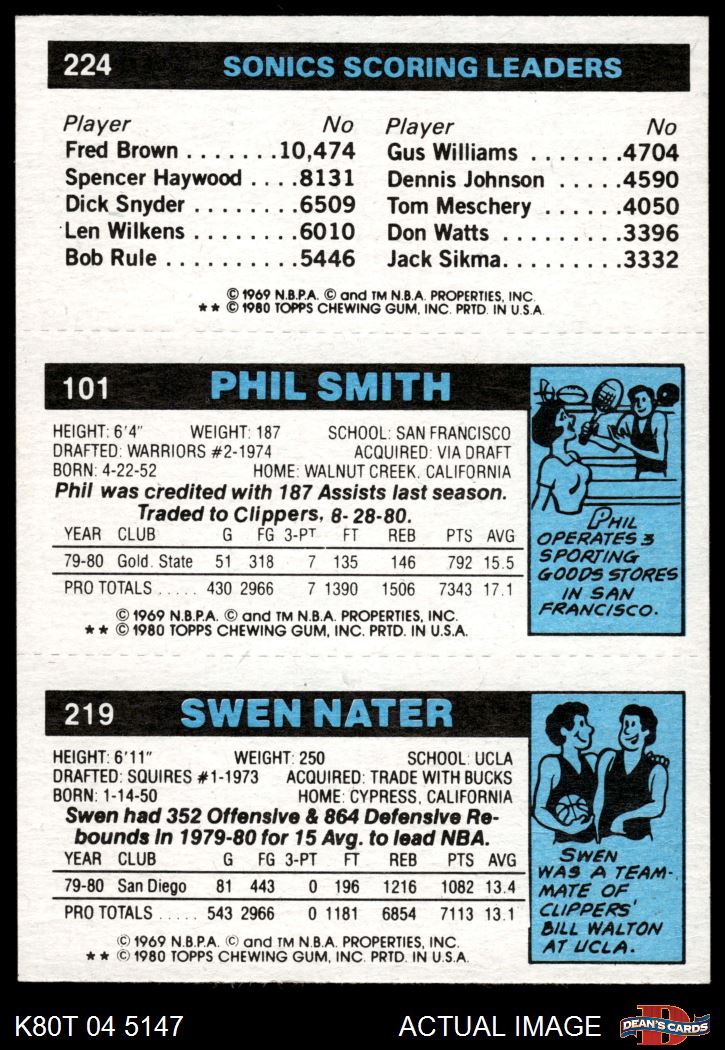 224 SONICS SCORING LEADERS
Player No Player No
Fred Brown . . . . . . . 10,474 Gus Williams . . . . . . . 4704
Spencer Haywood . . . . 8131 Dennis Johnson . . . . . 4590
Dick Snyder . . . . . . . . 6509 Tom Meschery . . . . . . 4050
Len Wilkens . . . . . . . . 6010 Don Watts . . . . . . . . . 3396
Bob Rule . . . . . . . . . . 5446 Jack Sikma. . . . . . . . . 3332
© 1969 N.B.P.A. © and TM N.B.A. PROPERTIES, INC.
** © 1980 TOPPS CHEWING GUM, INC. PRTD. IN U.S.A.
101 PHIL SMITH
HEIGHT: 6'4" WEIGHT: 187 SCHOOL: SAN FRANCISCO
DRAFTED: WARRIORS #2-1974 ACQUIRED: VIA DRAFT
BORN: 4-22-52 HOME: WALNUT CREEK, CALIFORNIA
Phil was credited with 187 Assists last season.
Traded to Clippers, 8-28-80.
YEAR CLUB G FG 3-PT FT REB PTS AVG
79-80 Gold. State 51 318 7 135 146 792 15.5
PRO TOTALS . . . . . 430 2966 7 1390 1506 7343 17.1
© 1969 N.B.P.A. © and TM N.B.A. PROPERTIES, INC.
** © 1980 TOPPS CHEWING GUM, INC. PRTD. IN U.S.A.
PHIL
OPERATES 3
SPORTING
GOODS STORES
IN SAN
FRANCISCO.
219 SWEN NATER
HEIGHT: 6'11" WEIGHT: 250 SCHOOL: UCLA
DRAFTED: SQUIRES #1-1973 ACQUIRED: TRADE WITH BUCKS
BORN: 1-14-50 HOME: CYPRESS, CALIFORNIA
Swen had 352 Offensive & 864 Defensive Re-
bounds in 1979-80 for 15 Avg. to lead NBA.
YEAR CLUB G FG 3-PT FT REB PTS AVG
79-80 San Diego 81 443 0 196 1216 1082 13.4
PRO TOTALS . . . . . 543 2966 0 1181 6854 7113 13.1
© 1969 N.B.P.A. © and TM N.B.A. PROPERTIES, INC.
** © 1980 TOPPS CHEWING GUM, INC. PRTD. IN U.S.A.
SWEN
WAS A TEAM-
MATE OF
CLIPPERS'
BILL WALTON
AT UCLA.
K80T 04 5147 ACTUAL IMAGE D DEAN'S CARDS